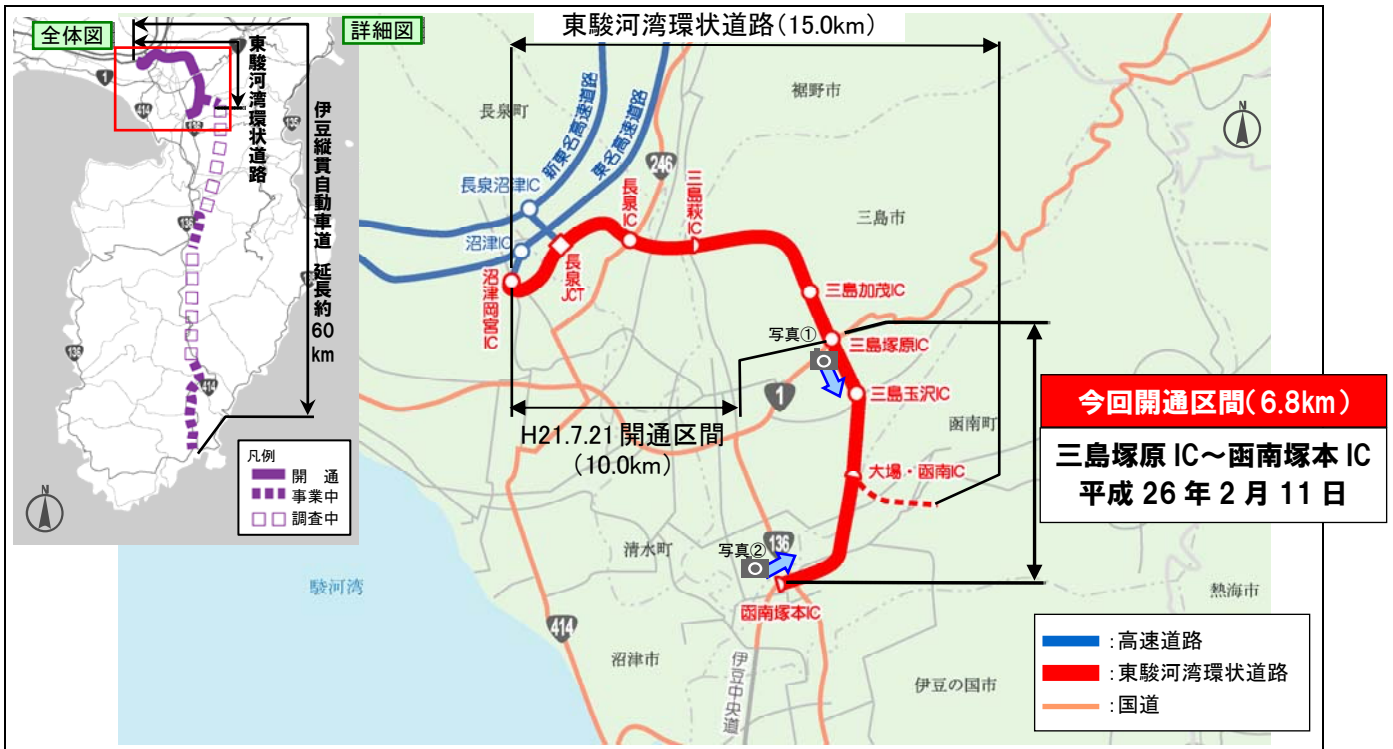 全体図
詳細図
東駿河湾環状道路(15.0km)
N
1
414
136
135
136
136
414
東駿河湾環状道路
伊豆縦貫自動車道 延長約60km
凡例
開 通
事業中
調査中
N
N
長泉町
裾野市
三島市
函南町
清水町
沼津市
熱海市
伊豆の国市
駿河湾
新東名高速道路
東名高速道路
長泉沼津IC
沼津IC
沼津岡宮IC
長泉JCT
長泉IC
246
三島萩IC
三島加茂IC
写真①
三島塚原IC
三島玉沢IC
1
H21.7.21 開通区間
(10.0km)
大場・函南IC
136
写真②
函南塚本IC
414
伊豆中央道
今回開通区間(6.8km)
三島塚原 IC~函南塚本 IC
平成 26 年 2 月 11 日
:高速道路
:東駿河湾環状道路
:国道